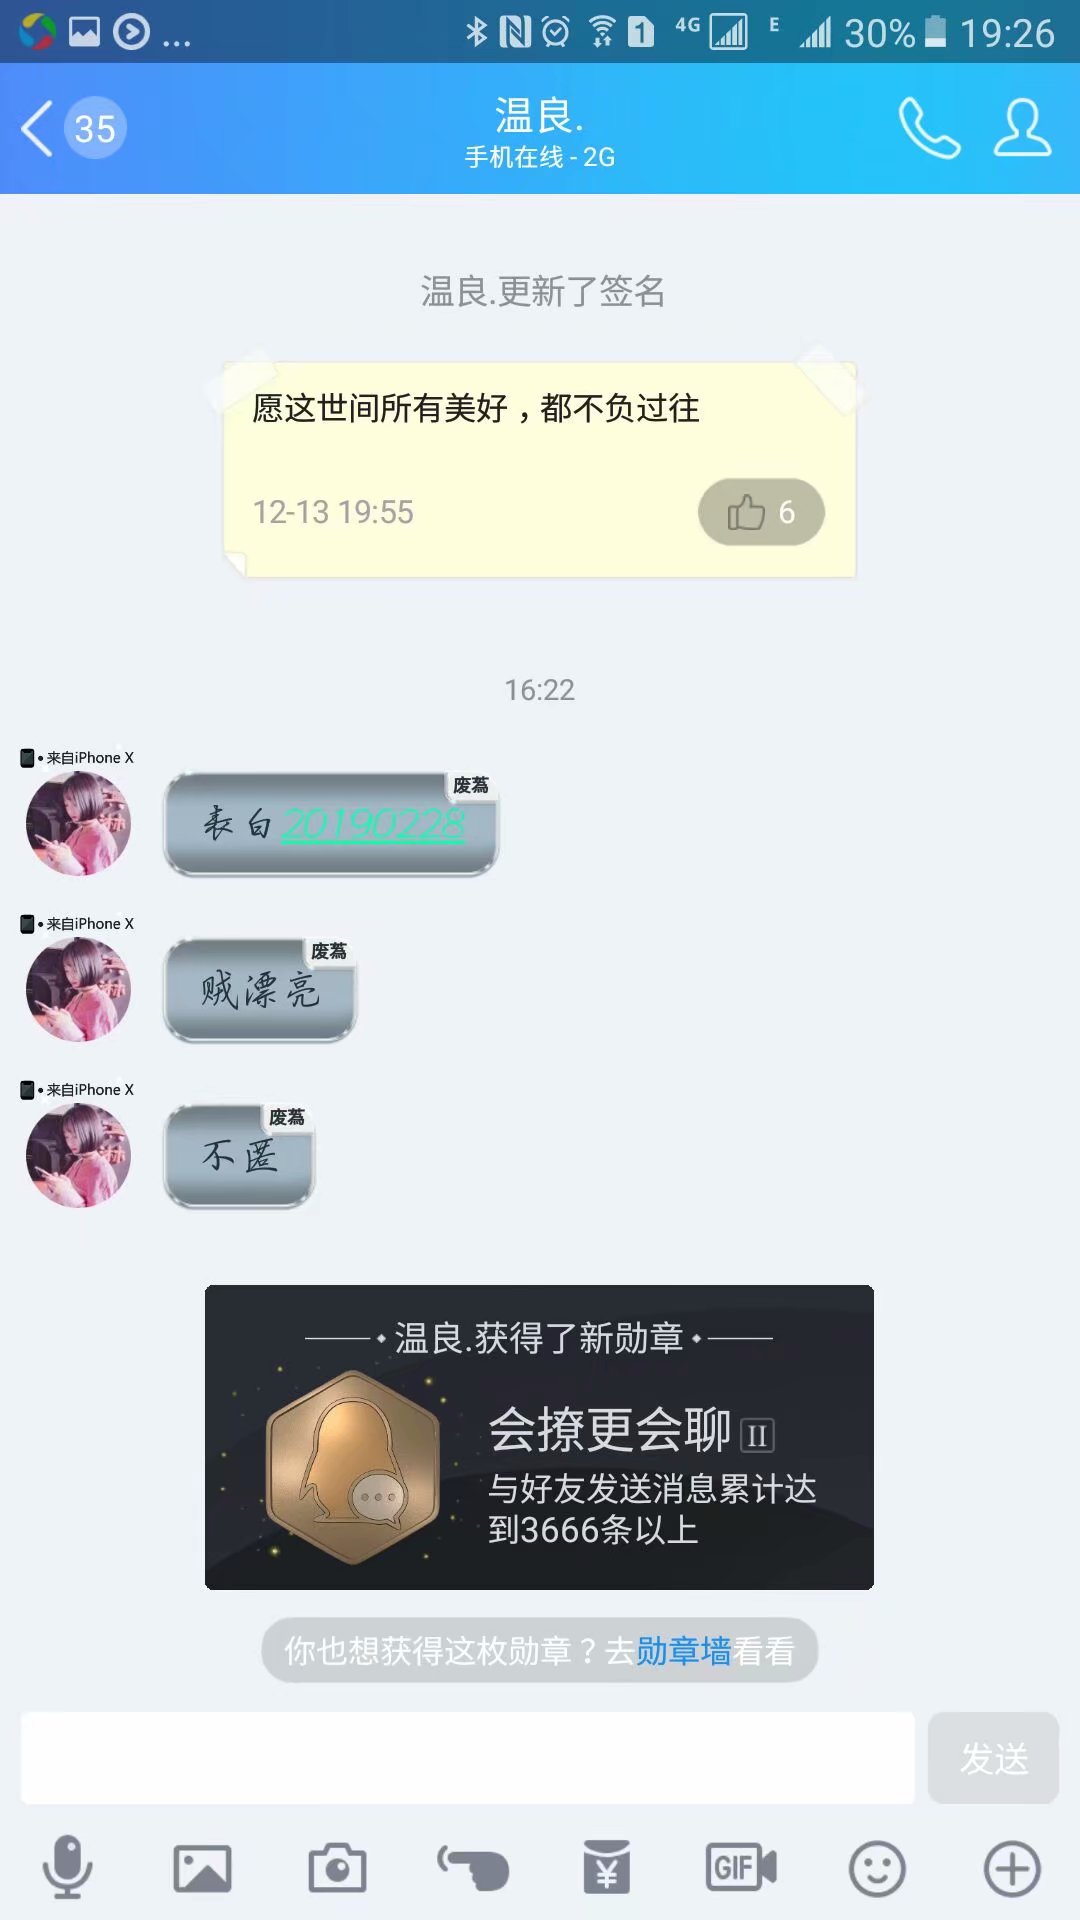 ... 1 4G E 30% 19:26
35
温良.
手机在线 - 2G
温良.更新了签名
愿这世间所有美好，都不负过往
12-13 19:55
6
16:22
来自iPhone X
废蒍
表白20190228
来自iPhone X
废蒍
贼漂亮
来自iPhone X
废蒍
不匿
温良.获得了新勋章
会撩更会聊 II
与好友发送消息累计达
到3666条以上
你也想获得这枚勋章？去勋章墙看看
发送
GIF